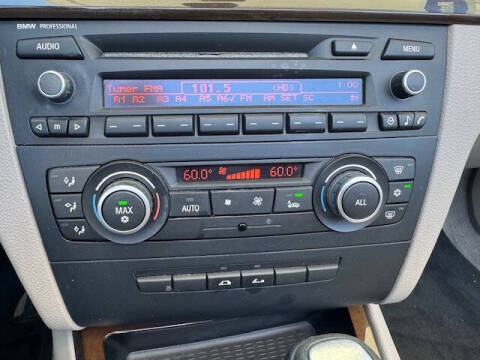 BMW PROFESSIONAL
AUDIO
MENU
Tuner FMA 101.5 (HD) 1:00
A1 A2 A3 A4 A5 A6/ FM AM SET SC
60.0 60.0
AUTO
MAX
ALL